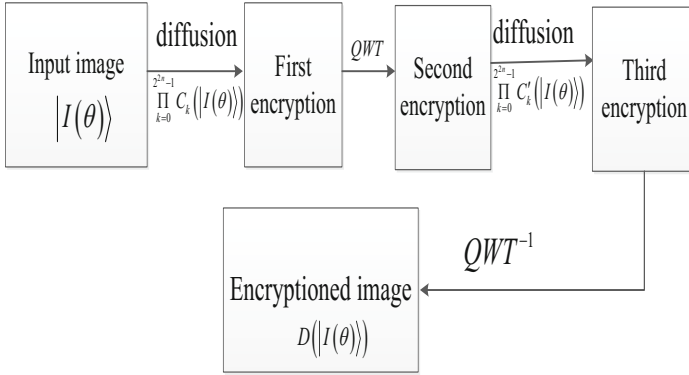 Input image
|I(θ)⟩
diffusion
∏_{k=0}^{2^{2n}-1} C_k(|I(θ)⟩)
First
encryption
QWT
Second
encryption
diffusion
∏_{k=0}^{2^{2n}-1} C'_k(|I(θ)⟩)
Third
encryption
QWT^{-1}
Encryptioned image
D(|I(θ)⟩)